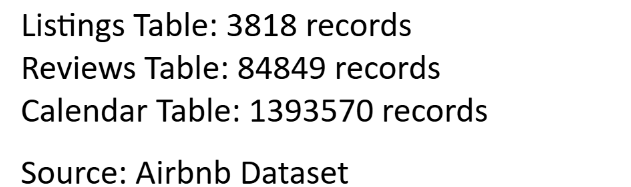 Listings Table: 3818 records
Reviews Table: 84849 records
Calendar Table: 1393570 records
Source: Airbnb Dataset